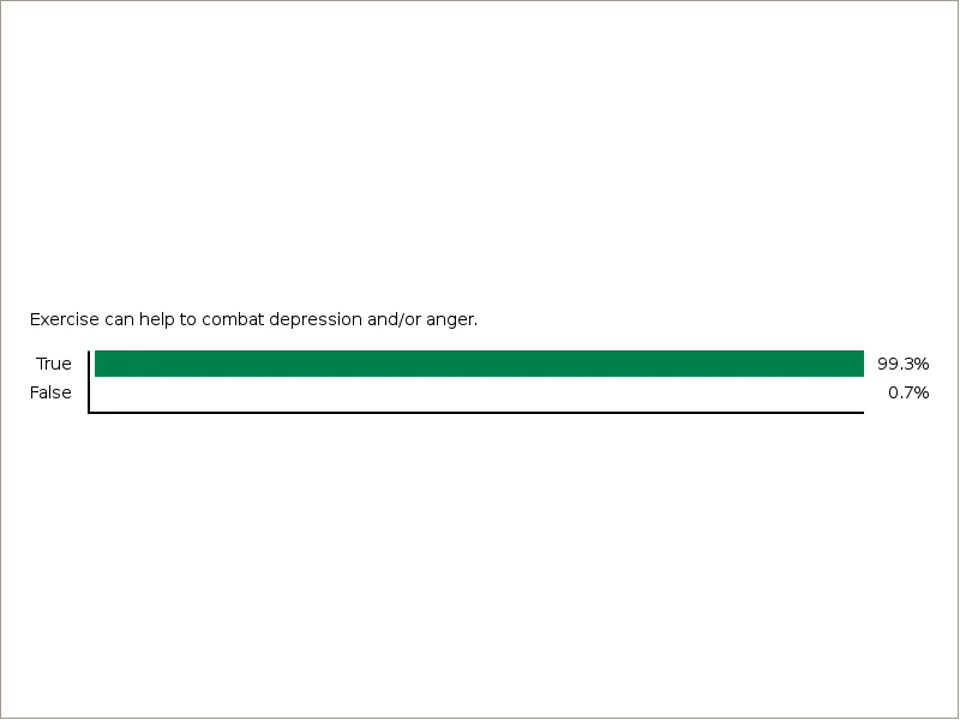 Exercise can help to combat depression and/or anger.
True 99.3%
False 0.7%